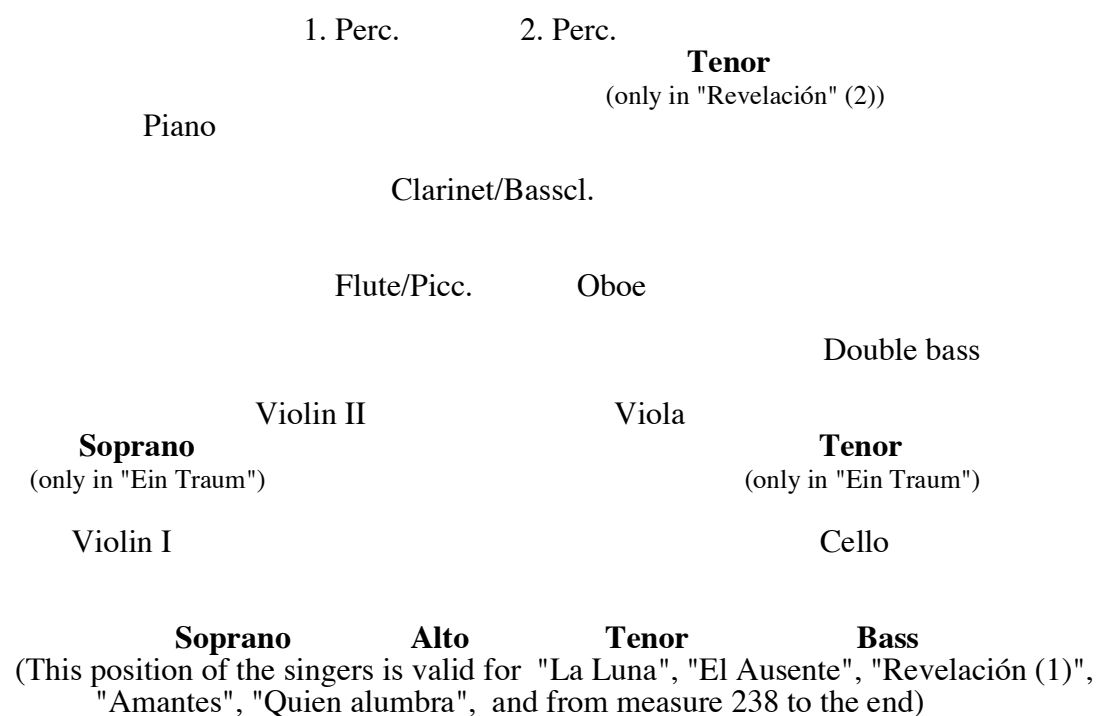 1. Perc. 2. Perc.
Tenor
(only in "Revelación" (2))
Piano
Clarinet/Basscl.
Flute/Picc. Oboe
Double bass
Violin II Viola
Soprano Tenor
(only in "Ein Traum") (only in "Ein Traum")
Violin I Cello
Soprano Alto Tenor Bass
(This position of the singers is valid for "La Luna", "El Ausente", "Revelación (1)",
"Amantes", "Quien alumbra", and from measure 238 to the end)